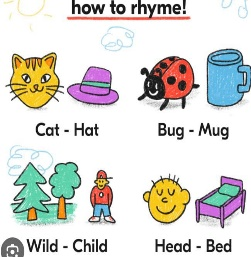 how to rhyme!
Cat - Hat
Bug - Mug
Wild - Child
Head - Bed